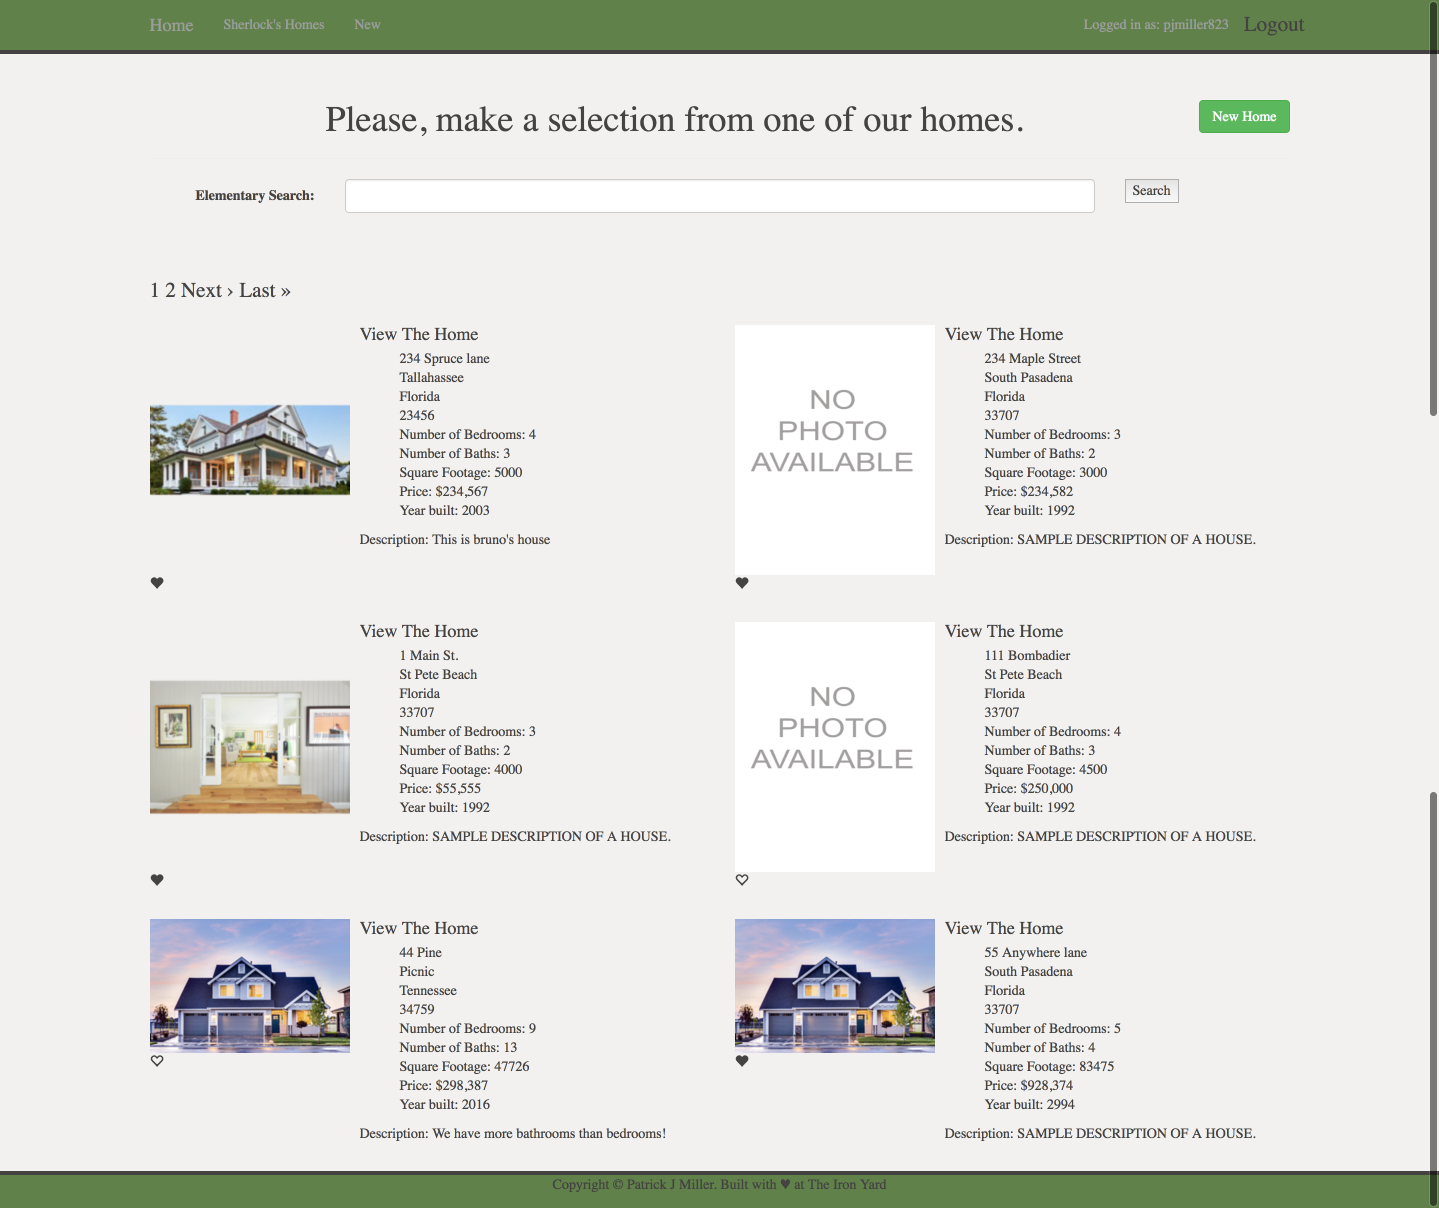 Home Sherlock's Homes New Logged in as: pjmiller823 Logout
Please, make a selection from one of our homes.
New Home
Elementary Search:
Search
1 2 Next › Last »
View The Home
234 Spruce lane
Tallahassee
Florida
23456
Number of Bedrooms: 4
Number of Baths: 3
Square Footage: 5000
Price: $234,567
Year built: 2003
Description: This is bruno's house
NO
PHOTO
AVAILABLE
View The Home
234 Maple Street
South Pasadena
Florida
33707
Number of Bedrooms: 3
Number of Baths: 2
Square Footage: 3000
Price: $234,582
Year built: 1992
Description: SAMPLE DESCRIPTION OF A HOUSE.
View The Home
1 Main St.
St Pete Beach
Florida
33707
Number of Bedrooms: 3
Number of Baths: 2
Square Footage: 4000
Price: $55,555
Year built: 1992
Description: SAMPLE DESCRIPTION OF A HOUSE.
NO
PHOTO
AVAILABLE
View The Home
111 Bombadier
St Pete Beach
Florida
33707
Number of Bedrooms: 4
Number of Baths: 3
Square Footage: 4500
Price: $250,000
Year built: 1992
Description: SAMPLE DESCRIPTION OF A HOUSE.
View The Home
44 Pine
Picnic
Tennessee
34759
Number of Bedrooms: 9
Number of Baths: 13
Square Footage: 47726
Price: $298,387
Year built: 2016
Description: We have more bathrooms than bedrooms!
View The Home
55 Anywhere lane
South Pasadena
Florida
33707
Number of Bedrooms: 5
Number of Baths: 4
Square Footage: 83475
Price: $928,374
Year built: 2994
Description: SAMPLE DESCRIPTION OF A HOUSE.
Copyright © Patrick J Miller. Built with ♥ at The Iron Yard